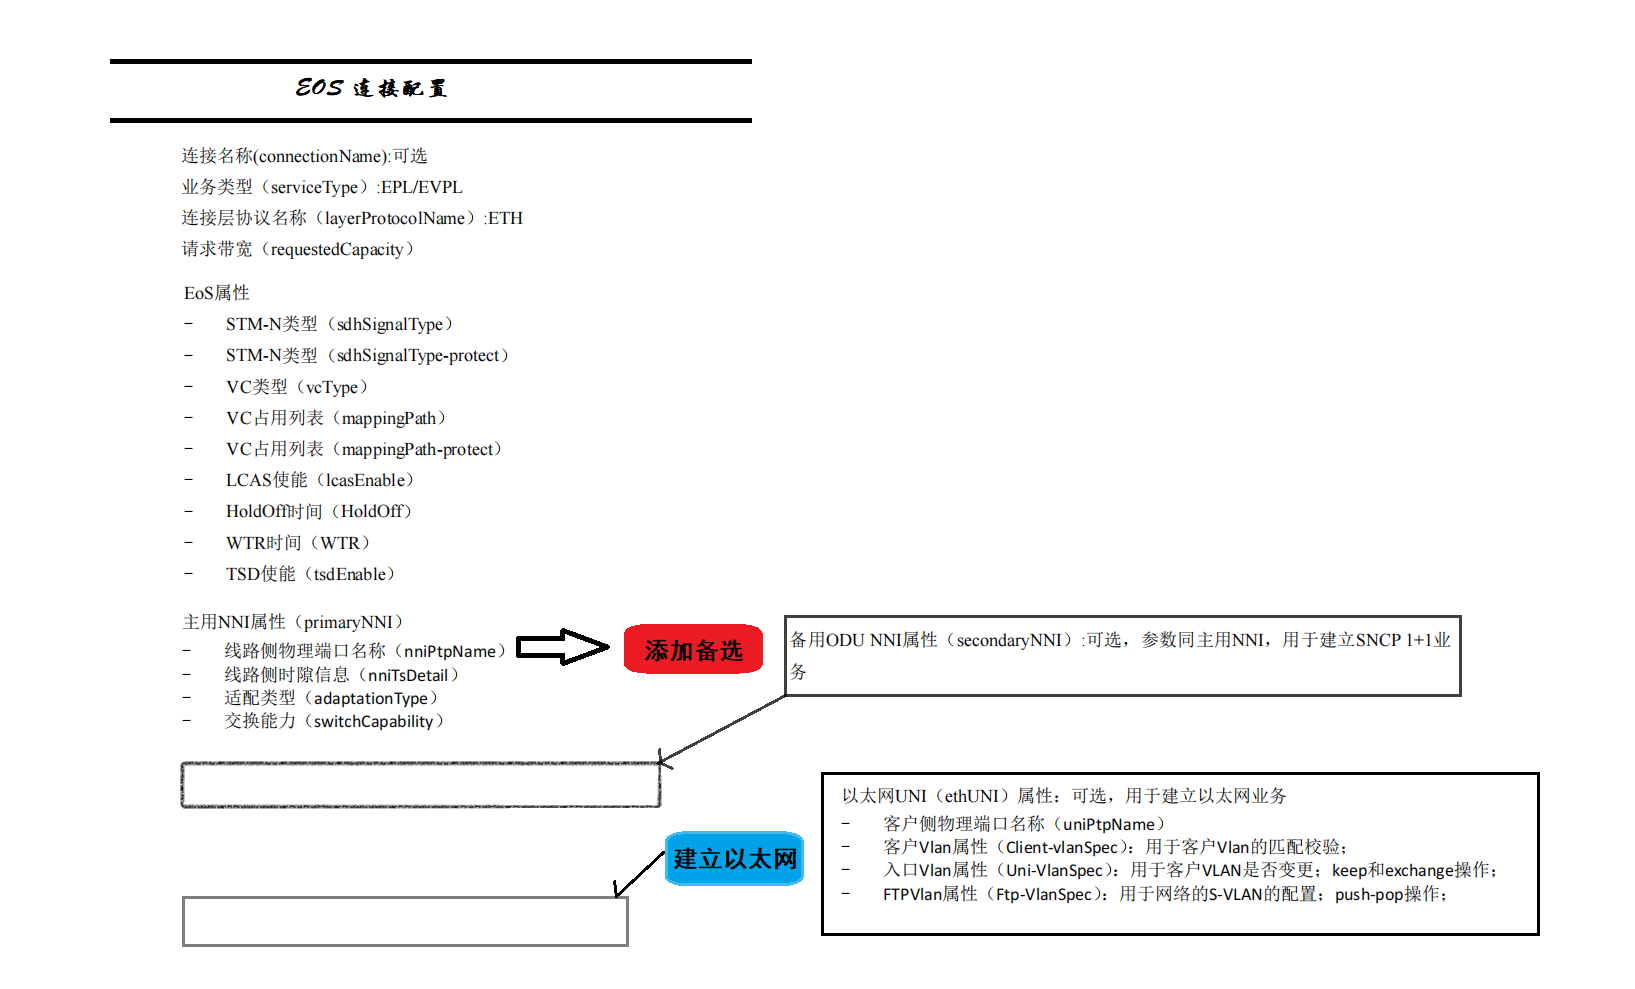 EOS 连接配置
连接名称(connectionName):可选
业务类型（serviceType）:EPL/EVPL
连接层协议名称（layerProtocolName）:ETH
请求带宽（requestedCapacity）
EoS属性
- STM-N类型（sdhSignalType）
- STM-N类型（sdhSignalType-protect）
- VC类型（vcType）
- VC占用列表（mappingPath）
- VC占用列表（mappingPath-protect）
- LCAS使能（lcasEnable）
- HoldOff时间（HoldOff）
- WTR时间（WTR）
- TSD使能（tsdEnable）
主用NNI属性（primaryNNI）
- 线路侧物理端口名称（nniPtpName）
- 线路侧时隙信息（nniTsDetail）
- 适配类型（adaptationType）
- 交换能力（switchCapability）
添加备选
备用ODU NNI属性（secondaryNNI）:可选，参数同主用NNI，用于建立SNCP 1+1业
务
建立以太网
以太网UNI（ethUNI）属性：可选，用于建立以太网业务
- 客户侧物理端口名称（uniPtpName）
- 客户Vlan属性（Client-vlanSpec）：用于客户Vlan的匹配校验；
- 入口Vlan属性（Uni-VlanSpec）：用于客户VLAN是否变更；keep和exchange操作；
- FTPVlan属性（Ftp-VlanSpec）：用于网络的S-VLAN的配置；push-pop操作；